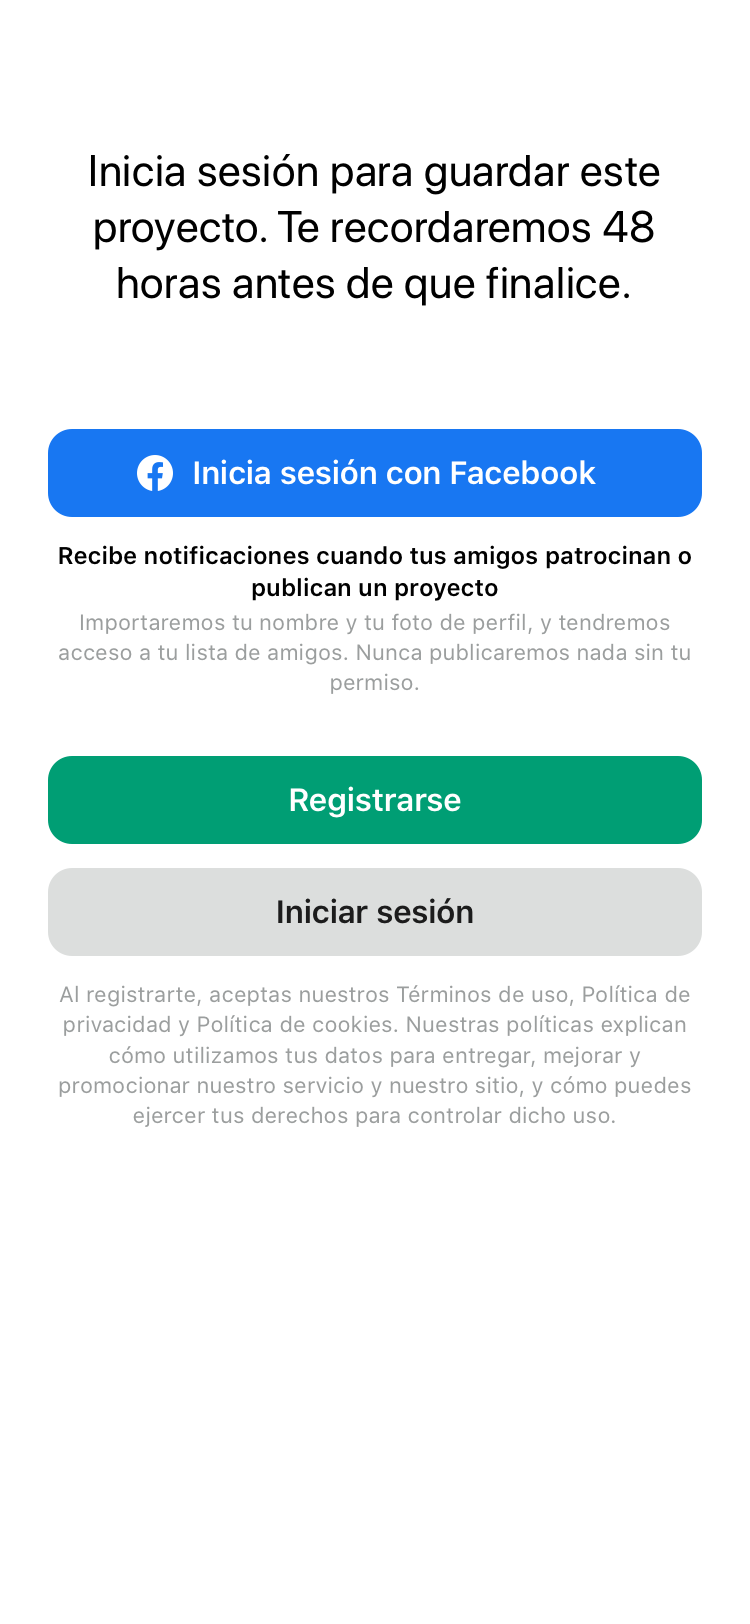 Inicia sesión para guardar este
proyecto. Te recordaremos 48
horas antes de que finalice.
Inicia sesión con Facebook
Recibe notificaciones cuando tus amigos patrocinan o
publican un proyecto
Importaremos tu nombre y tu foto de perfil, y tendremos
acceso a tu lista de amigos. Nunca publicaremos nada sin tu
permiso.
Registrarse
Iniciar sesión
Al registrarte, aceptas nuestros Términos de uso, Política de
privacidad y Política de cookies. Nuestras políticas explican
cómo utilizamos tus datos para entregar, mejorar y
promocionar nuestro servicio y nuestro sitio, y cómo puedes
ejercer tus derechos para controlar dicho uso.